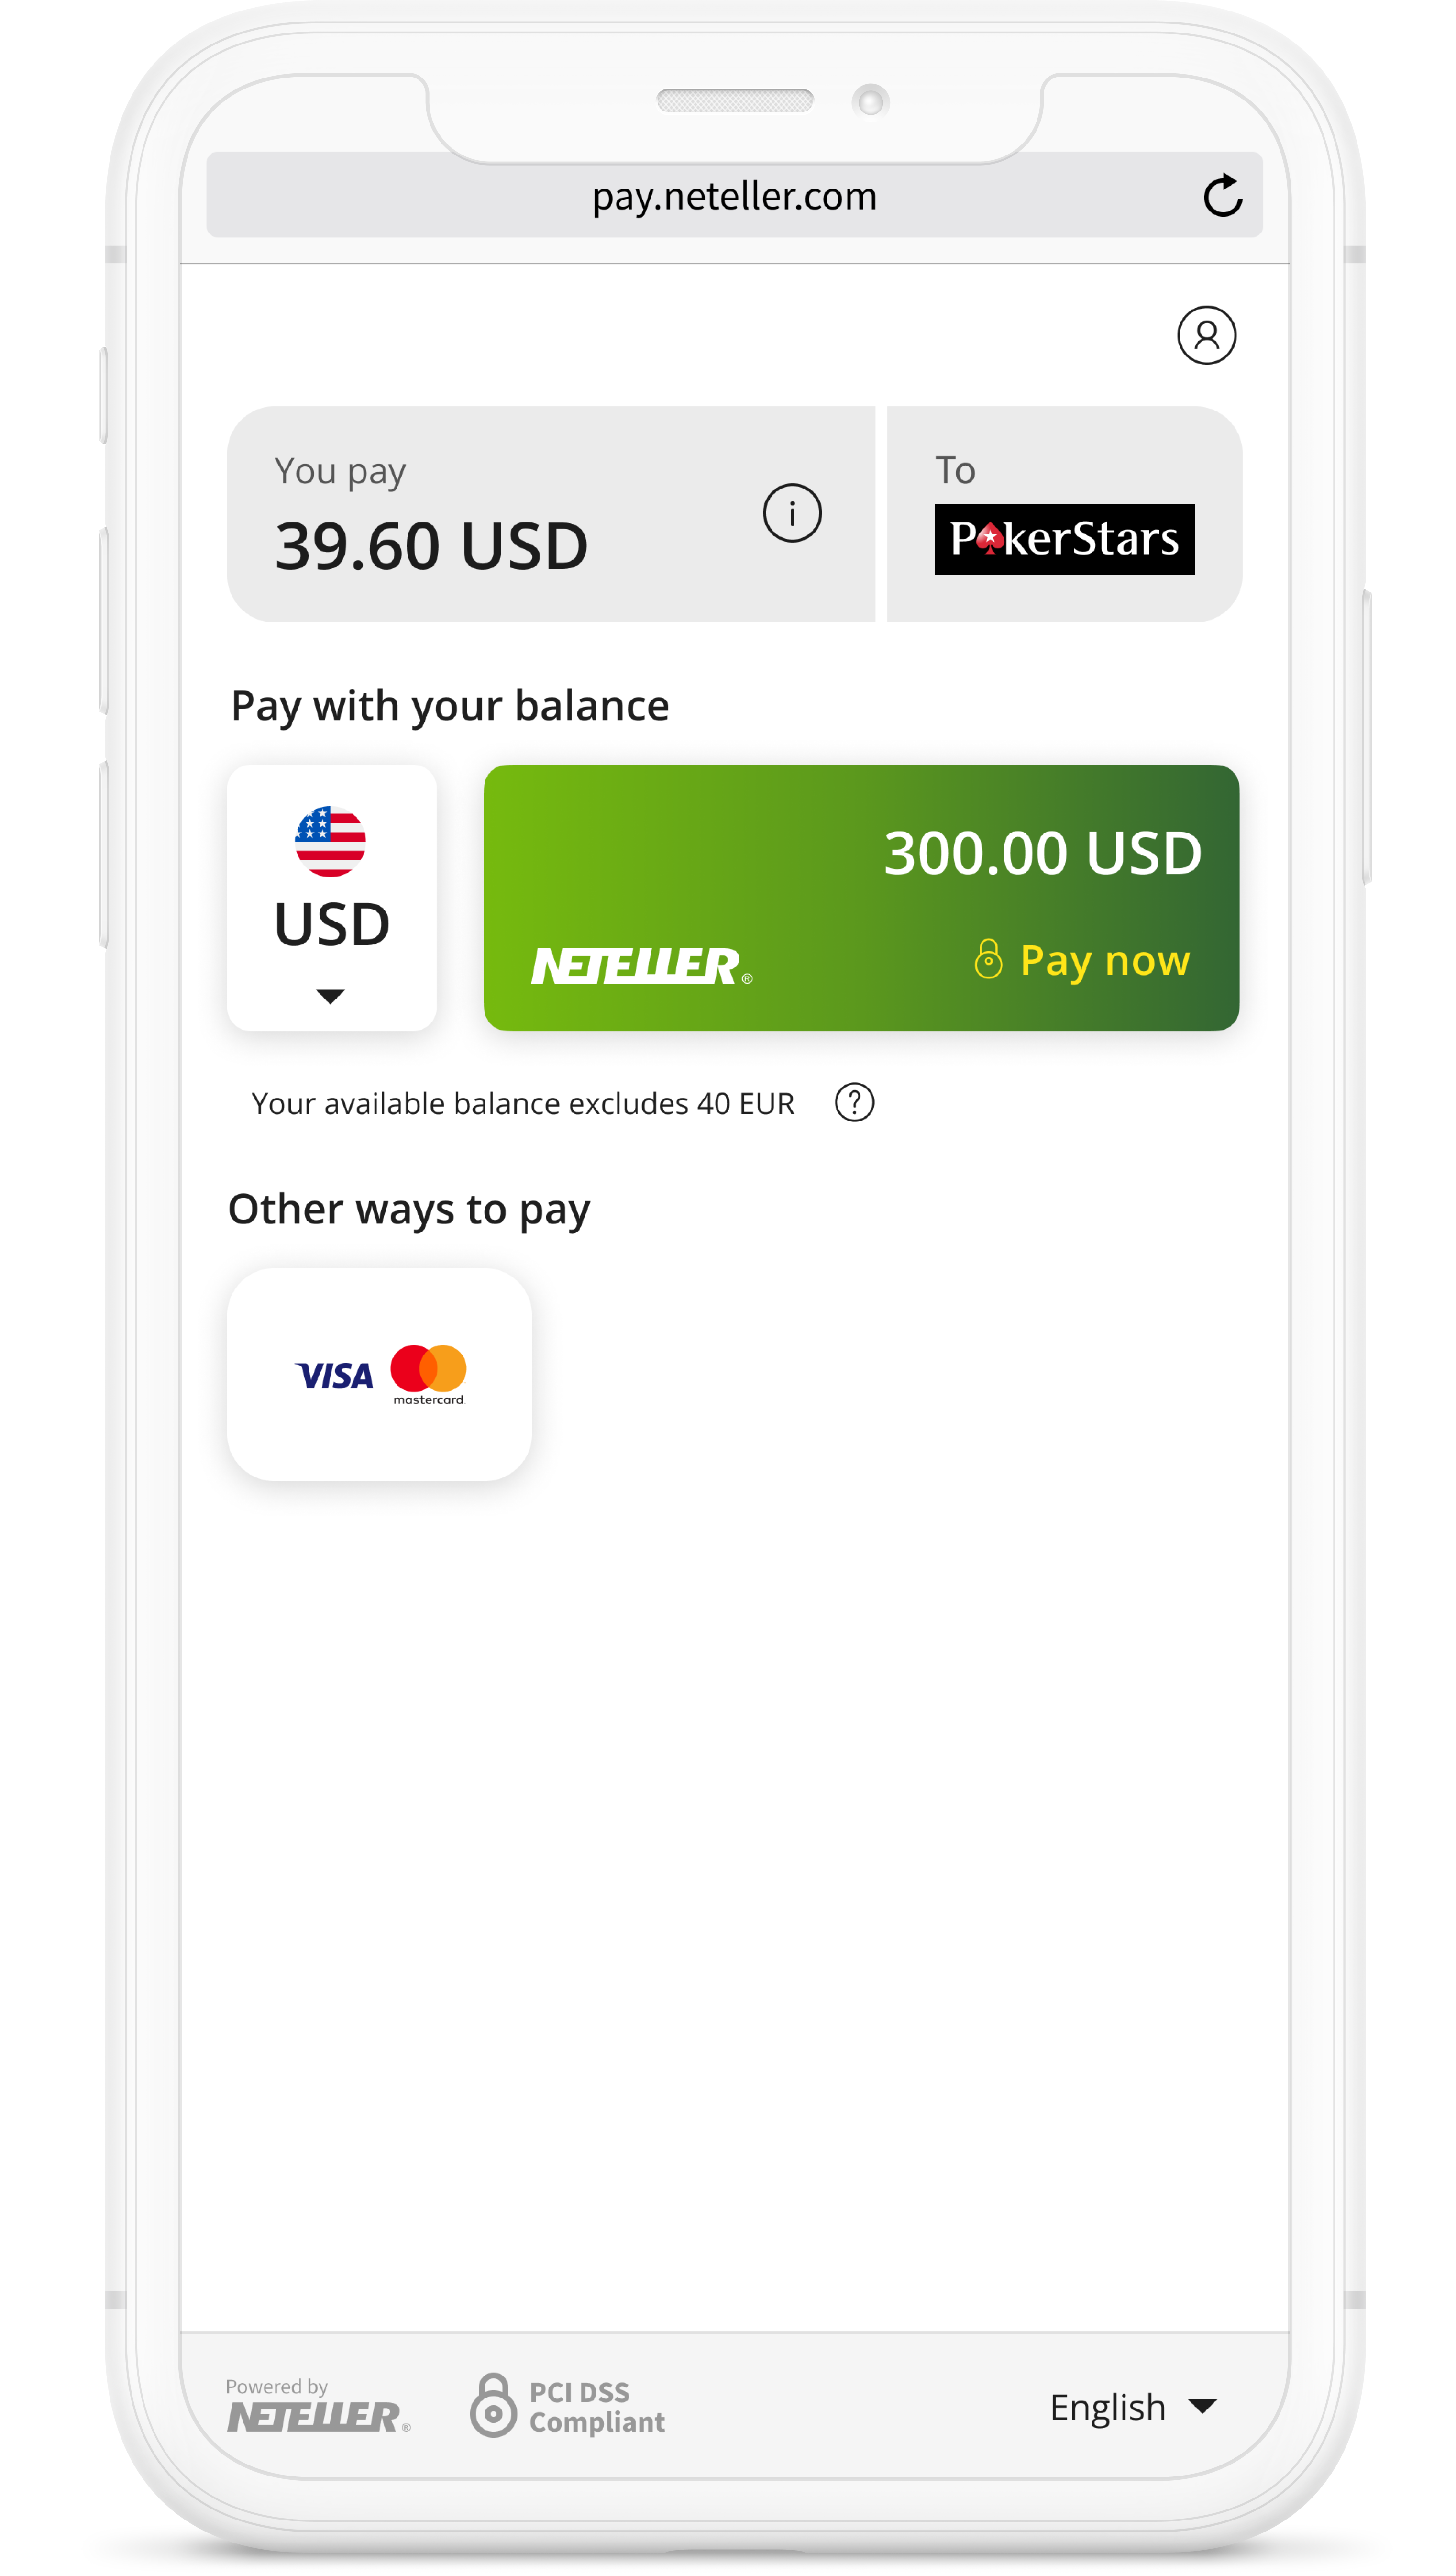 pay.neteller.com
You pay
39.60 USD
To
PokerStars
Pay with your balance
USD
300.00 USD
NETELLER®
Pay now
Your available balance excludes 40 EUR
Other ways to pay
VISA
mastercard.
Powered by
NETELLER®
PCI DSS
Compliant
English